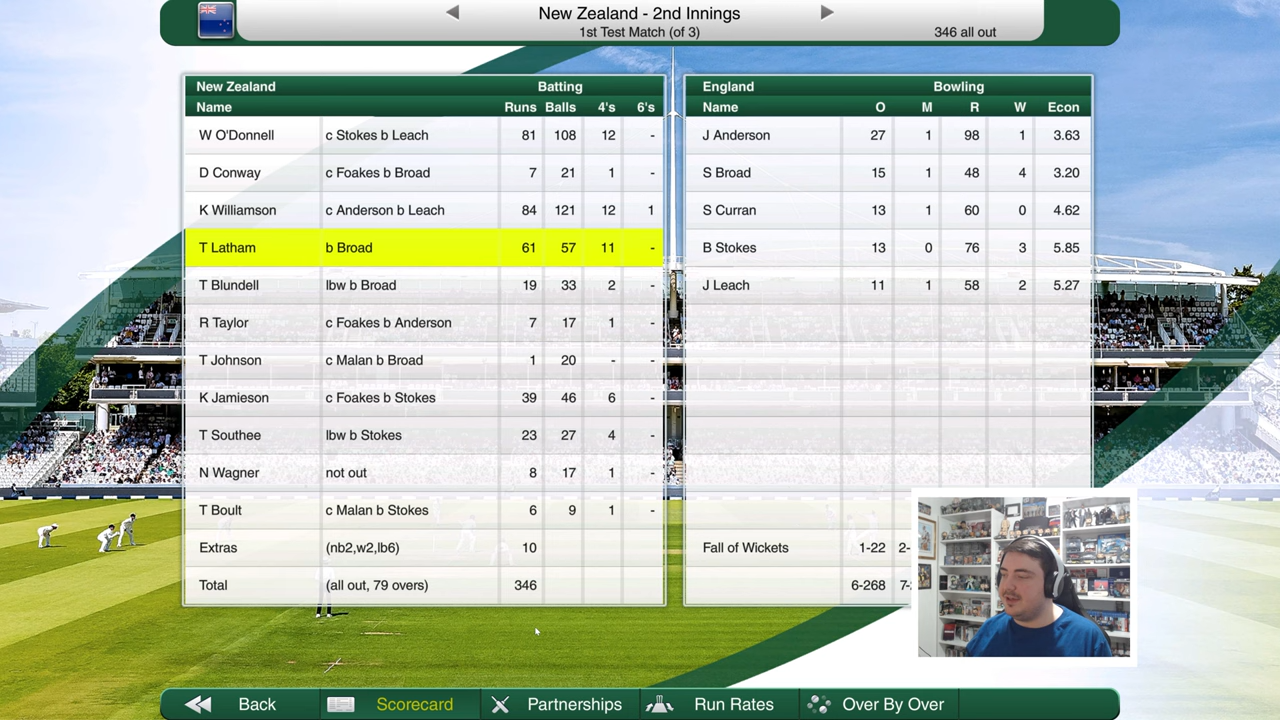 New Zealand - 2nd Innings
1st Test Match (of 3) 346 all out
New Zealand Batting
Name Runs Balls 4's 6's
W O'Donnell c Stokes b Leach 81 108 12 -
D Conway c Foakes b Broad 7 21 1 -
K Williamson c Anderson b Leach 84 121 12 1
T Latham b Broad 61 57 11 -
T Blundell lbw b Broad 19 33 2 -
R Taylor c Foakes b Anderson 7 17 1 -
T Johnson c Malan b Broad 1 20 - -
K Jamieson c Foakes b Stokes 39 46 6 -
T Southee lbw b Stokes 23 27 4 -
N Wagner not out 8 17 1 -
T Boult c Malan b Stokes 6 9 1 -
Extras (nb2,w2,lb6) 10
Total (all out, 79 overs) 346
England Bowling
Name O M R W Econ
J Anderson 27 1 98 1 3.63
S Broad 15 1 48 4 3.20
S Curran 13 1 60 0 4.62
B Stokes 13 0 76 3 5.85
J Leach 11 1 58 2 5.27
Fall of Wickets 1-22 2-
6-268 7-
Back Scorecard Partnerships Run Rates Over By Over